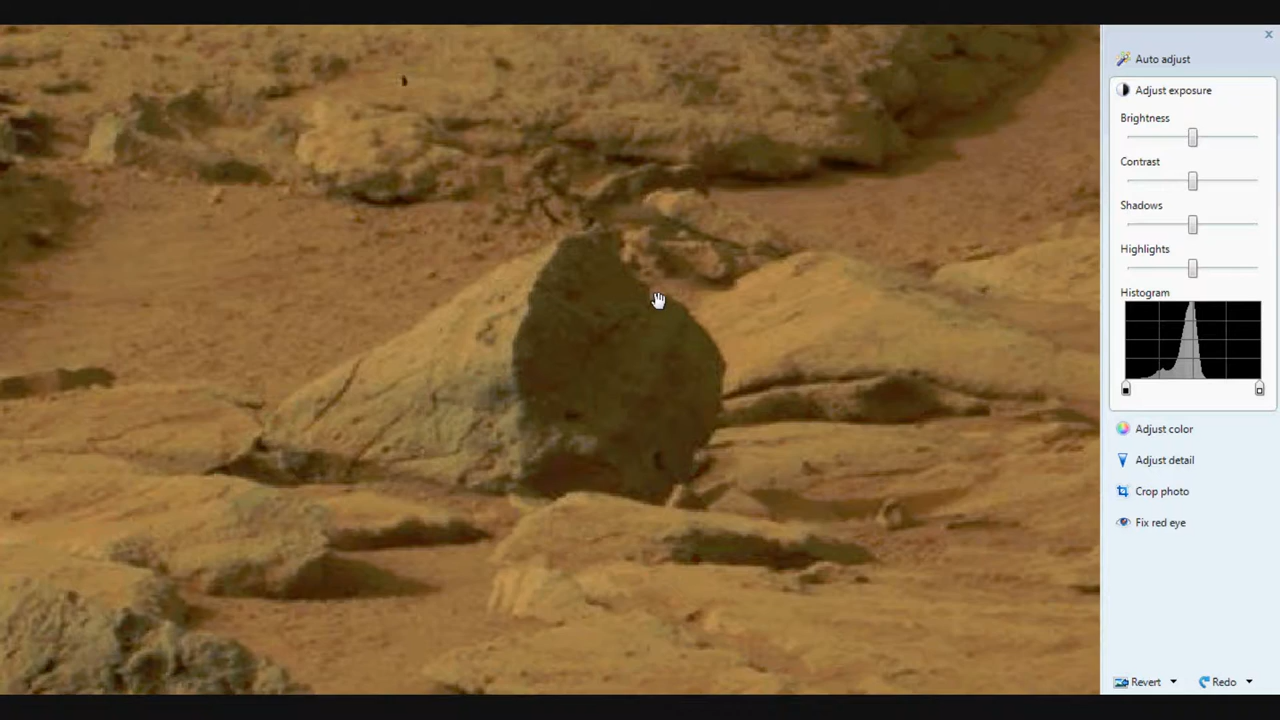 Auto adjust
Adjust exposure
Brightness
Contrast
Shadows
Highlights
Histogram
Adjust color
Adjust detail
Crop photo
Fix red eye
Revert
Redo